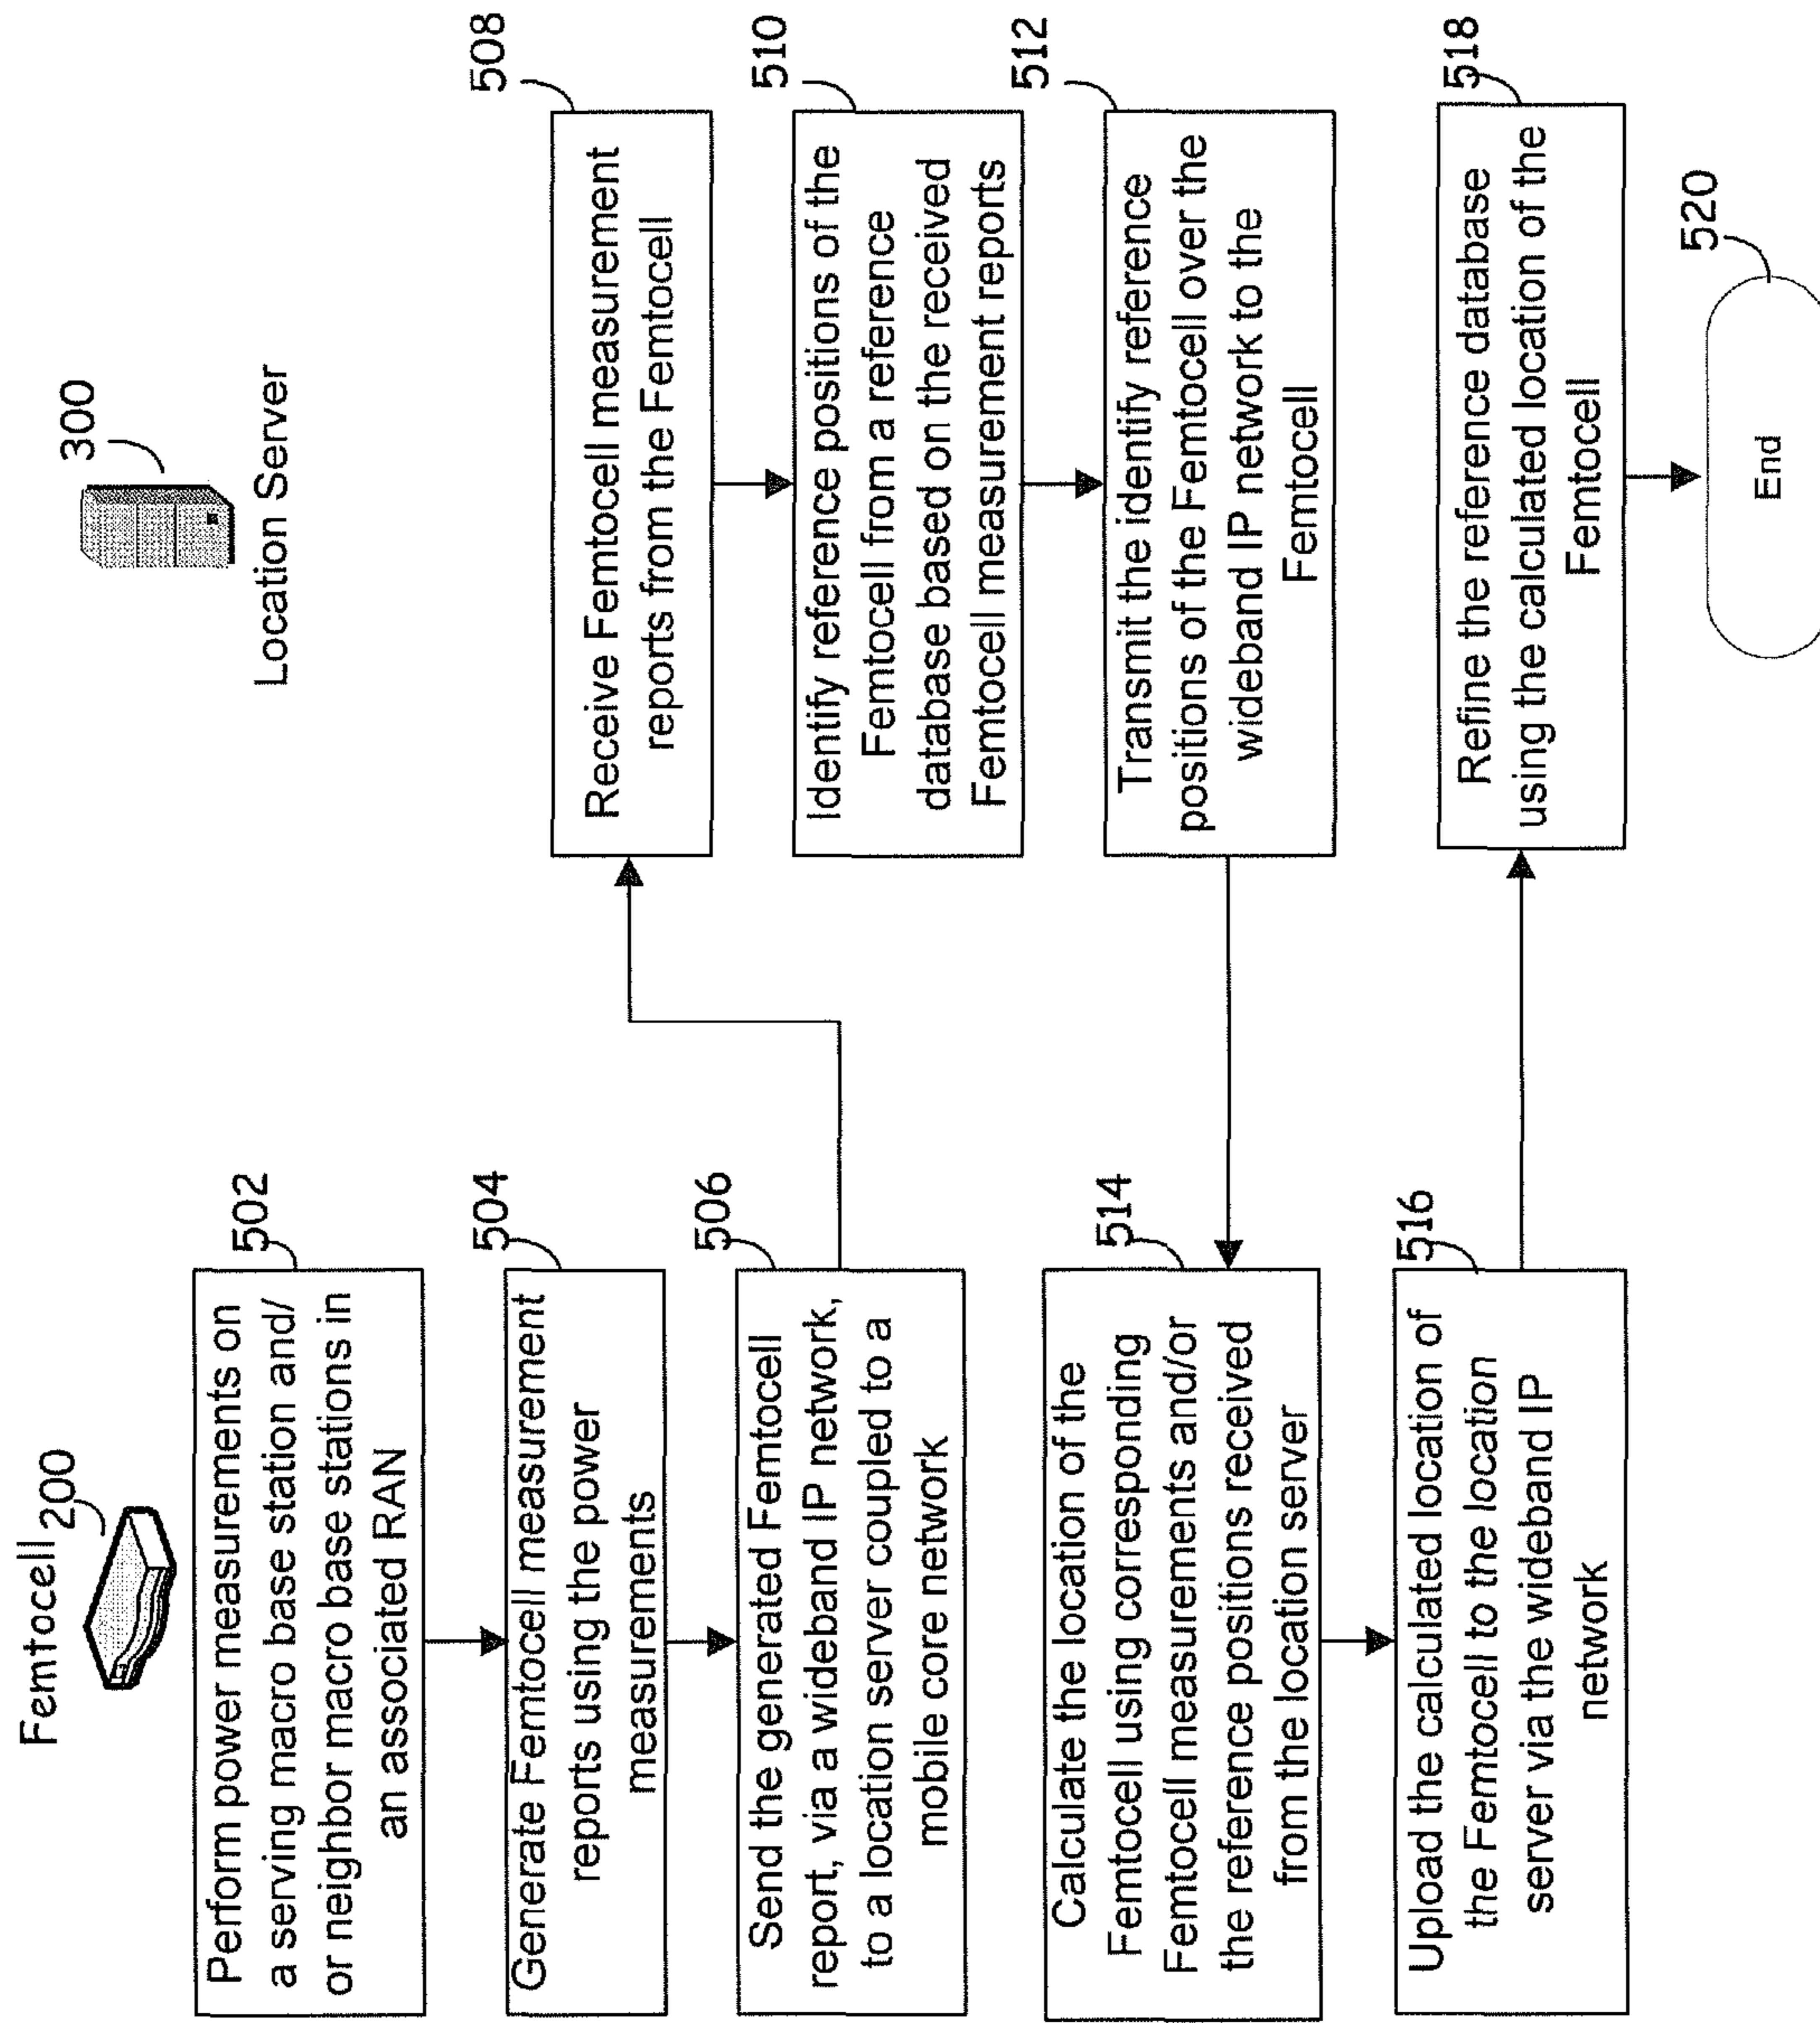 Femtocell
200
300
Location Server
502
Perform power measurements on
a serving macro base station and/
or neighbor macro base stations in
an associated RAN
504
Generate Femtocell measurement
reports using the power
measurements
506
Send the generated Femtocell
report, via a wideband IP network,
to a location server coupled to a
mobile core network
508
Receive Femtocell measurement
reports from the Femtocell
510
Identify reference positions of the
Femtocell from a reference
database based on the received
Femtocell measurement reports
512
Transmit the identify reference
positions of the Femtocell over the
wideband IP network to the
Femtocell
514
Calculate the location of the
Femtocell using corresponding
Femtocell measurements and/or
the reference positions received
from the location server
516
Upload the calculated location of
the Femtocell to the location
server via the wideband IP
network
518
Refine the reference database
using the calculated location of the
Femtocell
520
End